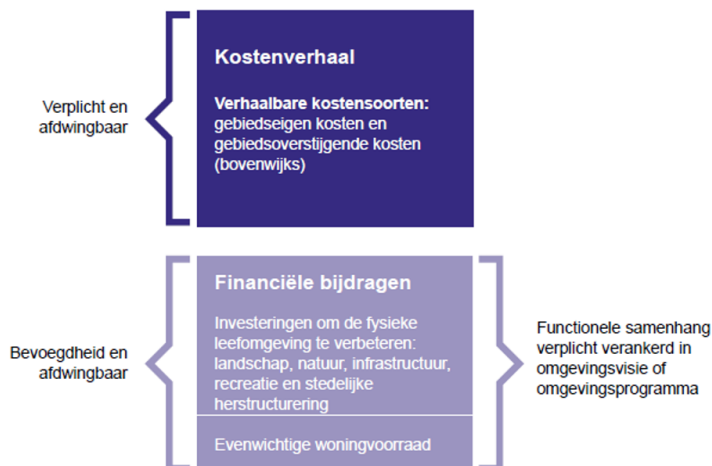 Kostenverhaal
Verplicht en
afdwingbaar
Verhaalbare kostensoorten:
gebiedseigen kosten en
gebiedsoverstijgende kosten
(bovenwijks)
Financiële bijdragen
Bevoegdheid en
afdwingbaar
Investeringen om de fysieke
leefomgeving te verbeteren:
landschap, natuur, infrastructuur,
recreatie en stedelijke
herstructurering
Evenwichtige woningvoorraad
Functionele samenhang
verplicht verankerd in
omgevingsvisie of
omgevingsprogramma